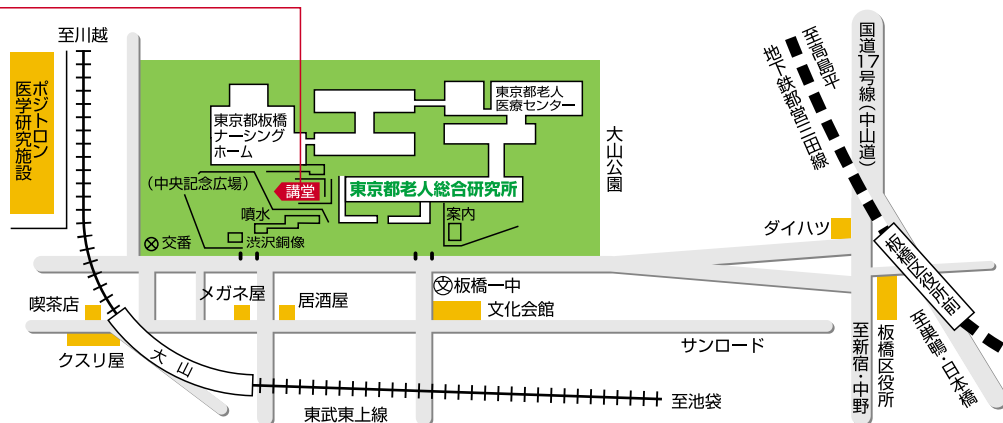 至川越
ポジトロン
医学研究施設
東京都板橋
ナーシング
ホーム
東京都老人
医療センター
大山公園
(中央記念広場)
講堂
東京都老人総合研究所
噴水
案内
交番
渋沢銅像
国道17号線(中山道)
至高島平
地下鉄都営三田線
ダイハツ
板橋区役所前
文板橋一中
喫茶店
メガネ屋
居酒屋
文化会館
クスリ屋
大山
サンロード
東武東上線
至池袋
至新宿・中野
板橋区役所
至巣鴨・日本橋